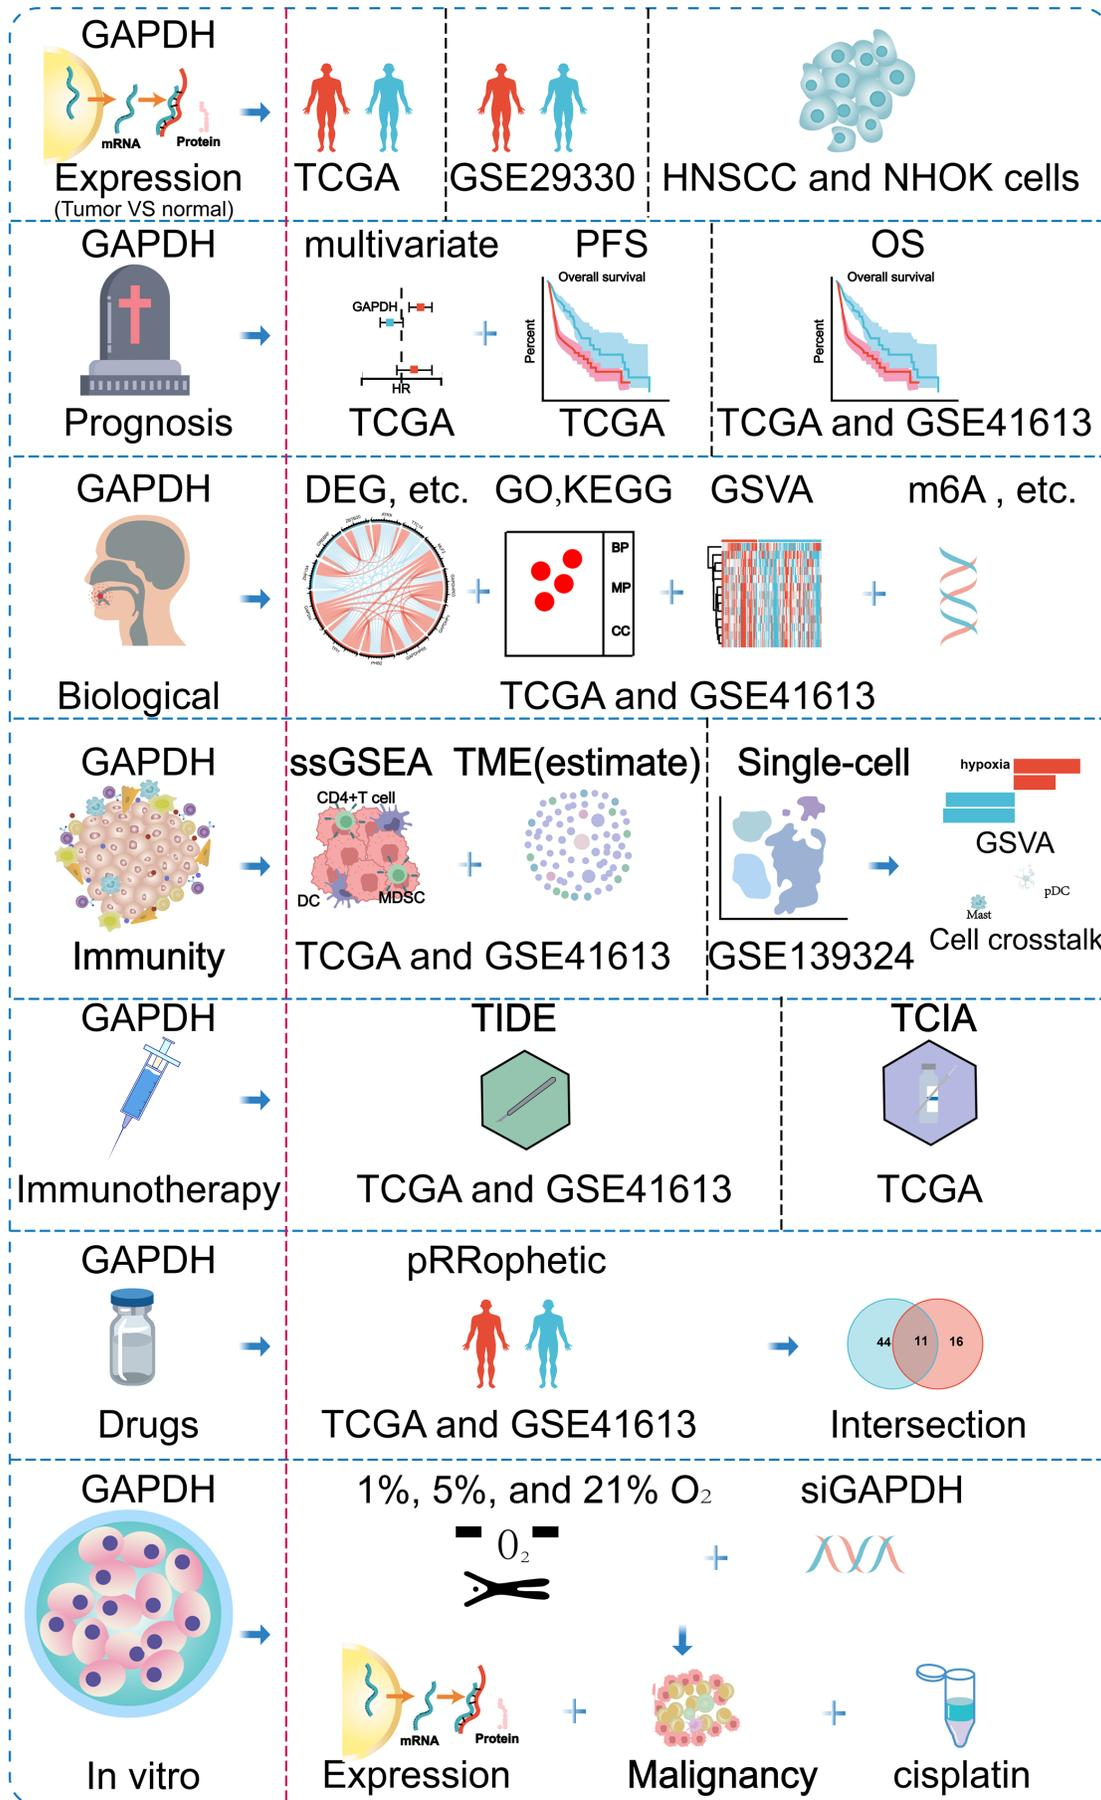 GAPDH
mRNA
Protein
Expression
(Tumor VS normal)
TCGA
GSE29330
HNSCC and NHOK cells
GAPDH
Prognosis
multivariate
GAPDH
HR
TCGA
PFS
Overall survival
Percent
TCGA
OS
Overall survival
Percent
TCGA and GSE41613
GAPDH
Biological
DEG, etc.
GO,KEGG
BP
MP
CC
GSVA
m6A , etc.
TCGA and GSE41613
GAPDH
Immunity
ssGSEA
CD4+T cell
DC
MDSC
TME(estimate)
TCGA and GSE41613
Single-cell
GSE139324
hypoxia
GSVA
pDC
Mast
Cell crosstalk
GAPDH
Immunotherapy
TIDE
TCGA and GSE41613
TCIA
TCGA
GAPDH
Drugs
pRRophetic
TCGA and GSE41613
44
11
16
Intersection
GAPDH
In vitro
1%, 5%, and 21% O₂
O₂
siGAPDH
mRNA
Protein
Expression
Malignancy
cisplatin